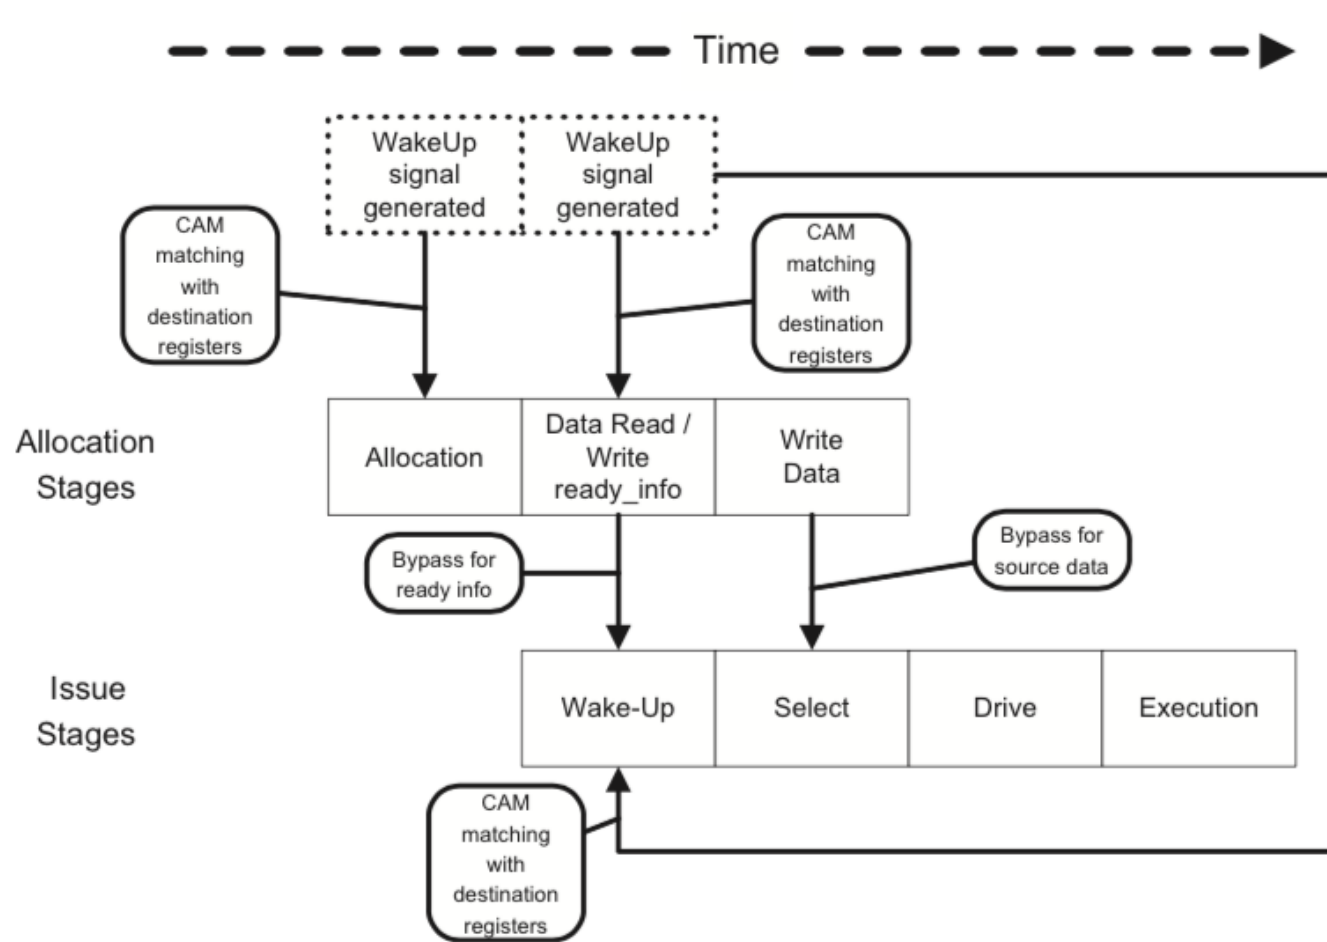 Time
WakeUp
signal
generated
WakeUp
signal
generated
CAM
matching
with
destination
registers
CAM
matching
with
destination
registers
Allocation
Stages
Allocation
Data Read /
Write
ready_info
Write
Data
Bypass for
ready info
Bypass for
source data
Issue
Stages
Wake-Up
Select
Drive
Execution
CAM
matching
with
destination
registers